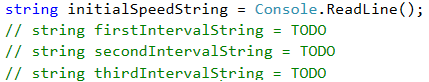 string initialSpeedString = Console.ReadLine();
// string firstIntervalString = TODO
// string secondIntervalString = TODO
// string thirdIntervalString = TODO